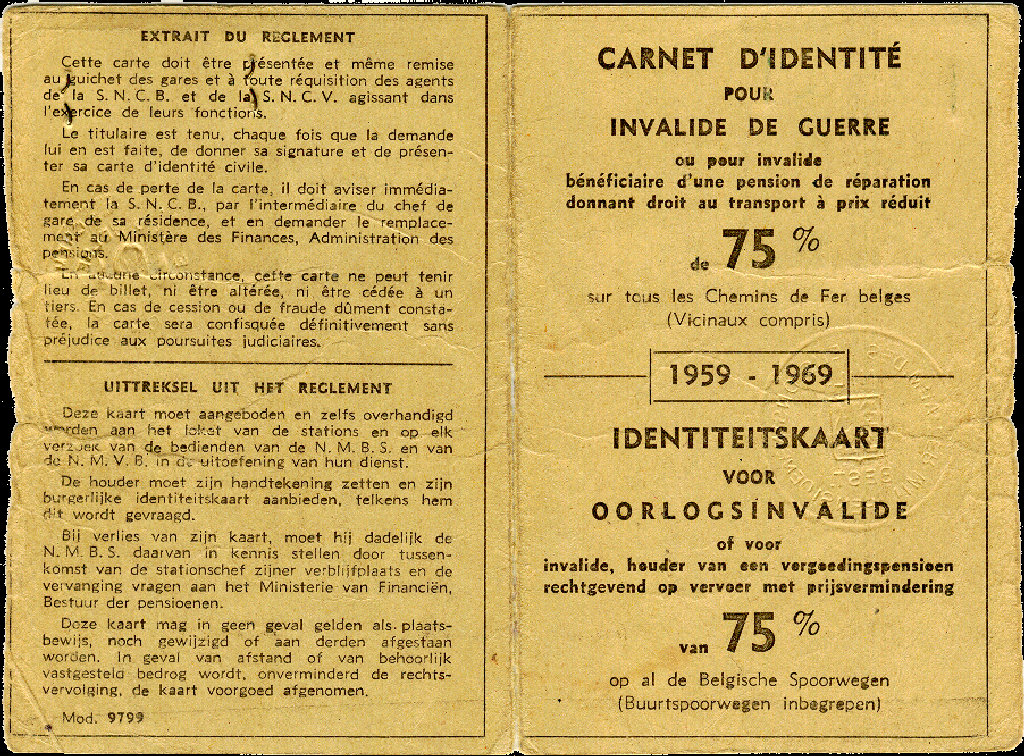 EXTRAIT DU REGLEMENT
Cette carte doit être présentée et même remise
au guichet des gares et à toute réquisition des agents
de la S. N. C. B. et de la S. N. C. V. agissant dans
l'exercice de leurs fonctions.
Le titulaire est tenu, chaque fois que la demande
lui en est faite, de donner sa signature et de présen-
ter sa carte d'identité civile.
En cas de perte de la carte, il doit aviser immédia-
tement la S. N. C. B., par l'intermédiaire du chef de
gare de sa résidence, et en demander le remplace-
ment au Ministère des Finances, Administration des
pensions.
En aucune circonstance, cette carte ne peut tenir
lieu de billet, ni être altérée, ni être cédée à un
tiers. En cas de cession ou de fraude dûment consta-
tée, la carte sera confisquée définitivement sans
préjudice aux poursuites judiciaires.
UITTREKSEL UIT HET REGLEMENT
Deze kaart moet aangeboden en zelfs overhandigd
worden aan het loket van de stations en op elk
verzoek van de bedienden van de N. M. B. S. en van
de N. M. V. B. in de uitoefening van hun dienst.
De houder moet zijn handtekening zetten en zijn
burgerlijke identiteitskaart aanbieden, telkens hem
dit wordt gevraagd.
Bij verlies van zijn kaart, moet hij dadelijk de
N. M. B. S. daarvan in kennis stellen door tussen-
komst van de stationschef zijner verblijfplaats en de
vervanging vragen aan het Ministerie van Financiën,
Bestuur der pensioenen.
Deze kaart mag in geen geval gelden als plaats-
bewijs, noch gewijzigd of aan derden afgestaan
worden. In geval van afstand of van behoorlijk
vastgesteld bedrog wordt, onverminderd de rechts-
vervolging, de kaart voorgoed afgenomen.
Mod. 9799
CARNET D'IDENTITÉ
POUR
INVALIDE DE GUERRE
ou pour invalide
bénéficiaire d'une pension de réparation
donnant droit au transport à prix réduit
de 75 %
sur tous les Chemins de Fer belges
(Vicinaux compris)
1959 - 1969
IDENTITEITSKAART
VOOR
OORLOGSINVALIDE
of voor
invalide, houder van een vergoedingspensioen
rechtgevend op vervoer met prijsvermindering
van 75 %
op al de Belgische Spoorwegen
(Buurtspoorwegen inbegrepen)